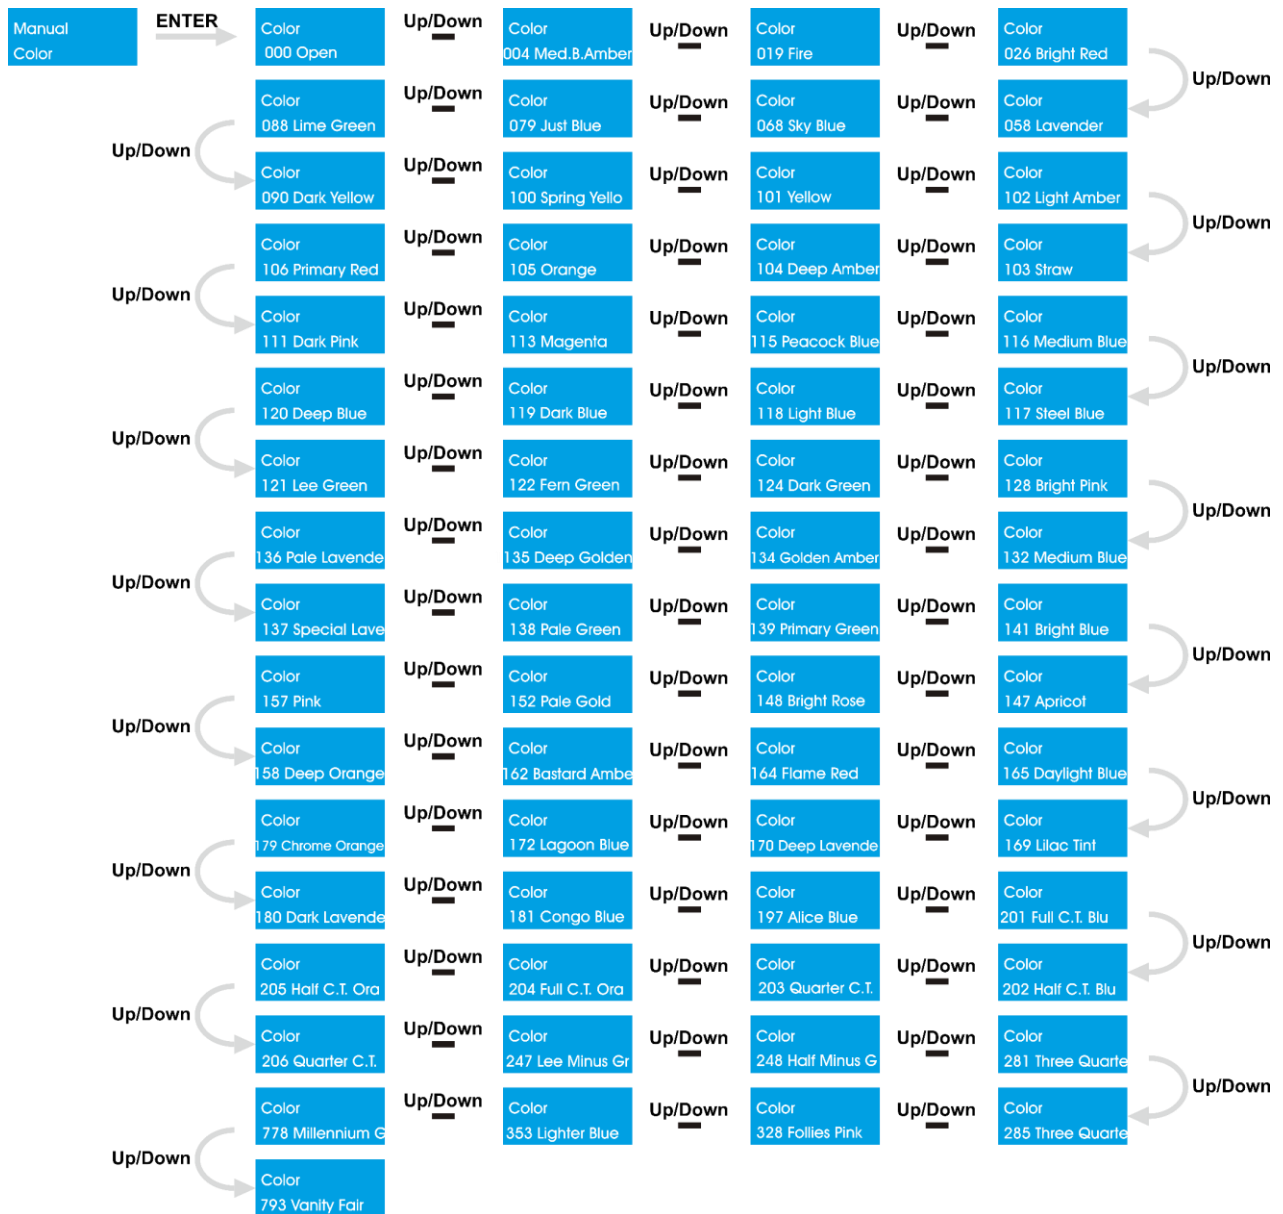 Manual
Color
ENTER
Color
000 Open
Up/Down
Color
004 Med.B.Amber
Up/Down
Color
019 Fire
Up/Down
Color
026 Bright Red
Up/Down
Color
088 Lime Green
Up/Down
Color
079 Just Blue
Up/Down
Color
068 Sky Blue
Up/Down
Color
058 Lavender
Up/Down
Color
090 Dark Yellow
Up/Down
Color
100 Spring Yello
Up/Down
Color
101 Yellow
Up/Down
Color
102 Light Amber
Up/Down
Color
106 Primary Red
Up/Down
Color
105 Orange
Up/Down
Color
104 Deep Amber
Up/Down
Color
103 Straw
Up/Down
Color
111 Dark Pink
Up/Down
Color
113 Magenta
Up/Down
Color
115 Peacock Blue
Up/Down
Color
116 Medium Blue
Up/Down
Color
120 Deep Blue
Up/Down
Color
119 Dark Blue
Up/Down
Color
118 Light Blue
Up/Down
Color
117 Steel Blue
Up/Down
Color
121 Lee Green
Up/Down
Color
122 Fern Green
Up/Down
Color
124 Dark Green
Up/Down
Color
128 Bright Pink
Up/Down
Color
136 Pale Lavende
Up/Down
Color
135 Deep Golden
Up/Down
Color
134 Golden Amber
Up/Down
Color
132 Medium Blue
Up/Down
Color
137 Special Lave
Up/Down
Color
138 Pale Green
Up/Down
Color
139 Primary Green
Up/Down
Color
141 Bright Blue
Up/Down
Color
157 Pink
Up/Down
Color
152 Pale Gold
Up/Down
Color
148 Bright Rose
Up/Down
Color
147 Apricot
Up/Down
Color
158 Deep Orange
Up/Down
Color
162 Bastard Ambe
Up/Down
Color
164 Flame Red
Up/Down
Color
165 Daylight Blue
Up/Down
Color
179 Chrome Orange
Up/Down
Color
172 Lagoon Blue
Up/Down
Color
170 Deep Lavende
Up/Down
Color
169 Lilac Tint
Up/Down
Color
180 Dark Lavende
Up/Down
Color
181 Congo Blue
Up/Down
Color
197 Alice Blue
Up/Down
Color
201 Full C.T. Blu
Up/Down
Color
205 Half C.T. Ora
Up/Down
Color
204 Full C.T. Ora
Up/Down
Color
203 Quarter C.T.
Up/Down
Color
202 Half C.T. Blu
Up/Down
Color
206 Quarter C.T.
Up/Down
Color
247 Lee Minus Gr
Up/Down
Color
248 Half Minus G
Up/Down
Color
281 Three Quarte
Up/Down
Color
778 Millennium G
Up/Down
Color
353 Lighter Blue
Up/Down
Color
328 Follies Pink
Up/Down
Color
285 Three Quarte
Up/Down
Color
793 Vanity Fair